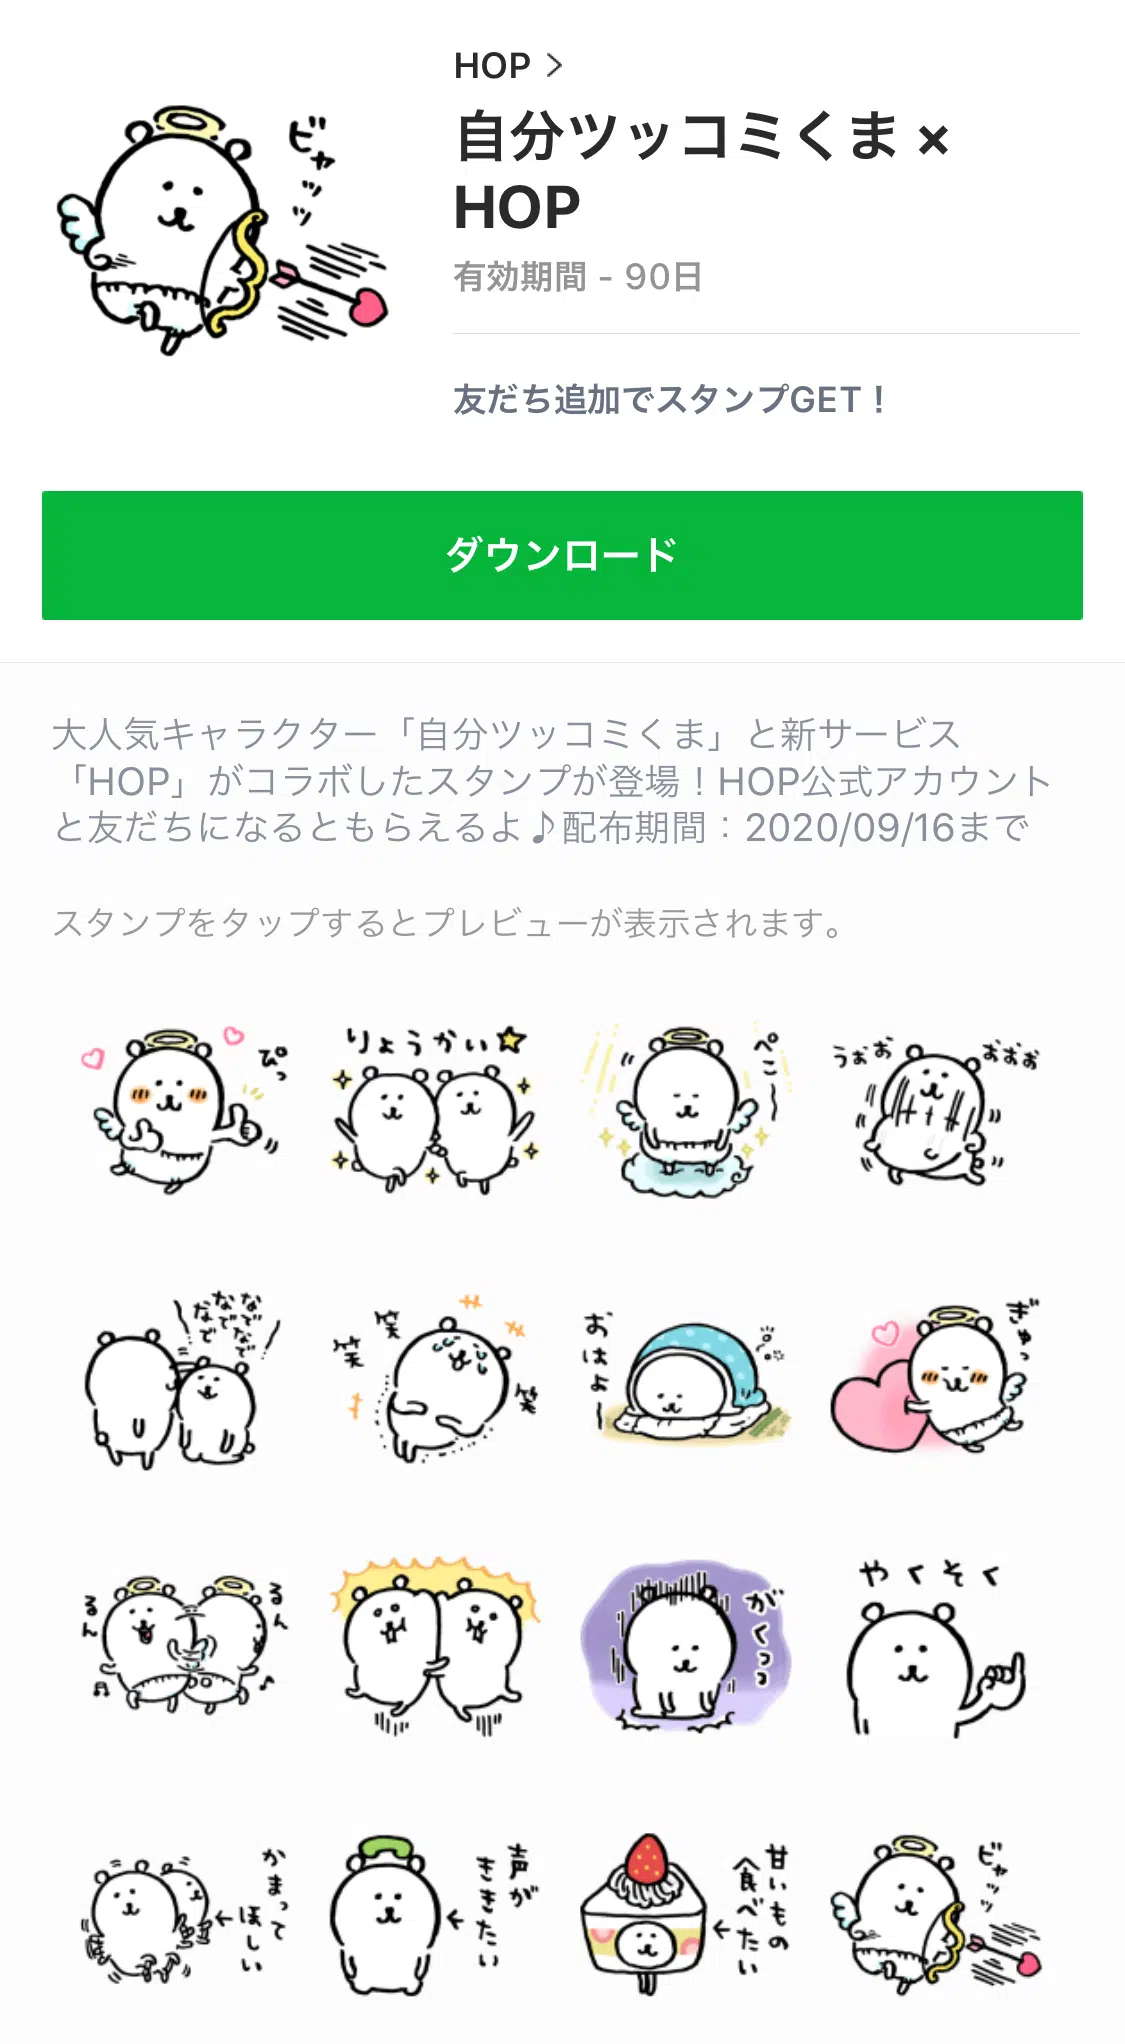 HOP >
自分ツッコミくま ×
HOP
有効期間 - 90日
友だち追加でスタンプGET！
ダウンロード
大人気キャラクター「自分ツッコミくま」と新サービス
「HOP」がコラボしたスタンプが登場！HOP公式アカウント
と友だちになるともらえるよ♪配布期間：2020/09/16まで
スタンプをタップするとプレビューが表示されます。
ビャッッッ
ぴっ
りょうかい☆
ぺこー
うおお
おおお
なでなでなでなで
笑
笑
笑
おはよー
ぎゅっ
るん
るん
がくっっ
やくそく
かまって
ほしい
声が
ききたい
甘いもの
食べたい
ビャッッッ